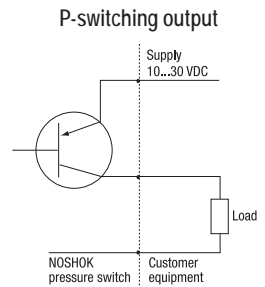 P-switching output
Supply
10...30 VDC
Load
NOSHOK
pressure switch
Customer
equipment